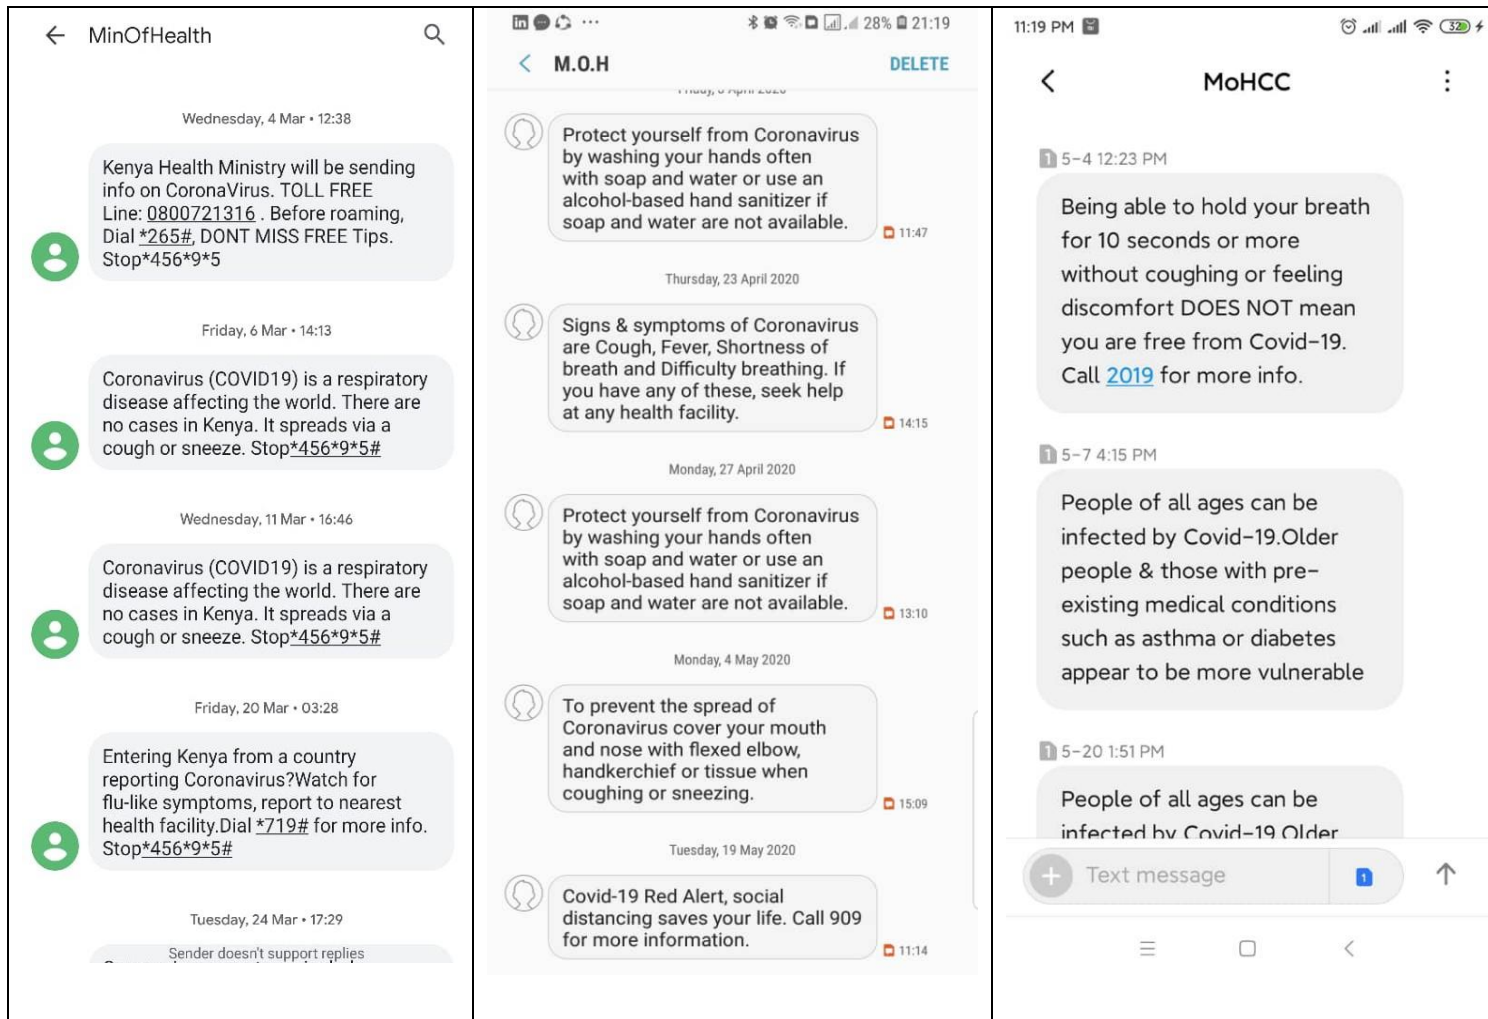 MinOfHealth
Wednesday, 4 Mar • 12:38
Kenya Health Ministry will be sending
info on CoronaVirus. TOLL FREE
Line: 0800721316 . Before roaming,
Dial *265#, DONT MISS FREE Tips.
Stop*456*9*5
Friday, 6 Mar • 14:13
Coronavirus (COVID19) is a respiratory
disease affecting the world. There are
no cases in Kenya. It spreads via a
cough or sneeze. Stop*456*9*5#
Wednesday, 11 Mar • 16:46
Coronavirus (COVID19) is a respiratory
disease affecting the world. There are
no cases in Kenya. It spreads via a
cough or sneeze. Stop*456*9*5#
Friday, 20 Mar • 03:28
Entering Kenya from a country
reporting Coronavirus?Watch for
flu-like symptoms, report to nearest
health facility.Dial *719# for more info.
Stop*456*9*5#
Tuesday, 24 Mar • 17:29
Sender doesn't support replies
28% 21:19
M.O.H
DELETE
Protect yourself from Coronavirus
by washing your hands often
with soap and water or use an
alcohol-based hand sanitizer if
soap and water are not available.
11:47
Thursday, 23 April 2020
Signs & symptoms of Coronavirus
are Cough, Fever, Shortness of
breath and Difficulty breathing. If
you have any of these, seek help
at any health facility.
14:15
Monday, 27 April 2020
Protect yourself from Coronavirus
by washing your hands often
with soap and water or use an
alcohol-based hand sanitizer if
soap and water are not available.
13:10
Monday, 4 May 2020
To prevent the spread of
Coronavirus cover your mouth
and nose with flexed elbow,
handkerchief or tissue when
coughing or sneezing.
15:09
Tuesday, 19 May 2020
Covid-19 Red Alert, social
distancing saves your life. Call 909
for more information.
11:14
11:19 PM
32
MoHCC
1 5-4 12:23 PM
Being able to hold your breath
for 10 seconds or more
without coughing or feeling
discomfort DOES NOT mean
you are free from Covid-19.
Call 2019 for more info.
1 5-7 4:15 PM
People of all ages can be
infected by Covid-19.Older
people & those with pre-
existing medical conditions
such as asthma or diabetes
appear to be more vulnerable
1 5-20 1:51 PM
People of all ages can be
infected by Covid-19 Older
Text message
1